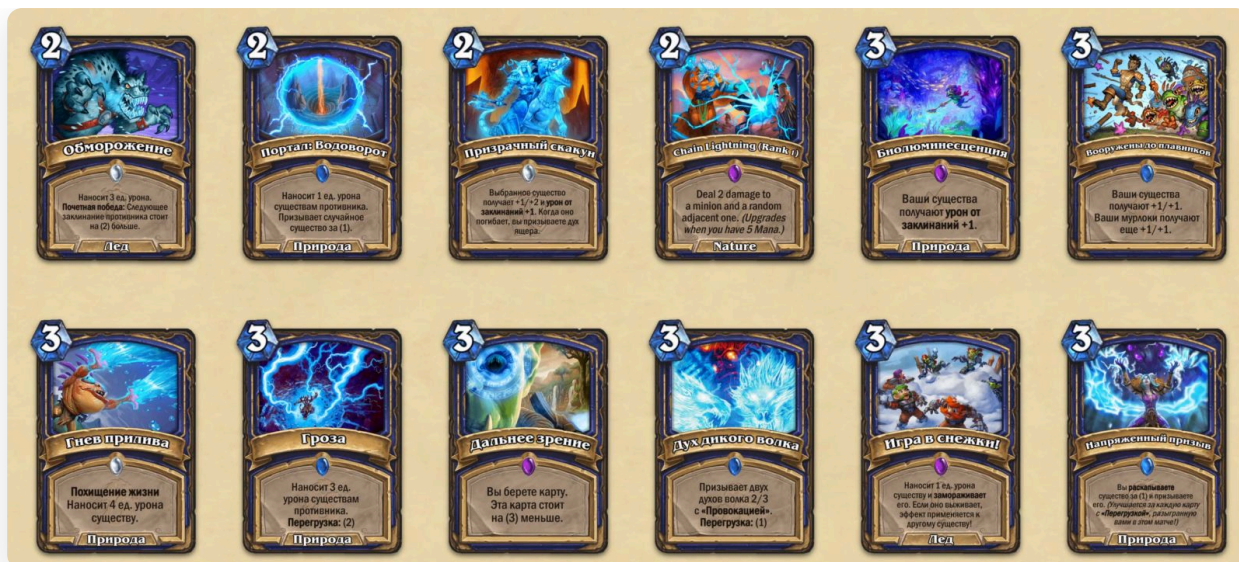 2
Обморожение
Наносит 3 ед. урона.
Почетная победа: Следующее
заклинание противника стоит
на (2) больше.
Лед
2
Портал: Водоворот
Наносит 1 ед. урона
существам противника.
Призывает случайное
существо за (1).
Природа
2
Призрачный скакун
Выбранное существо
получает +1/+2 и урон от
заклинаний +1. Когда оно
погибает, вы призываете дух
ящера.
2
Chain Lightning (Rank 1)
Deal 2 damage to
a minion and a random
adjacent one. (Upgrades
when you have 5 Mana.)
Nature
3
Биолюминесценция
Ваши существа
получают урон от
заклинаний +1.
Природа
3
Вооружены до плавников
Ваши существа
получают +1/+1.
Ваши мурлоки получают
еще +1/+1.
3
Гнев прилива
Похищение жизни
Наносит 4 ед. урона
существу.
Природа
3
Гроза
Наносит 3 ед.
урона существам
противника.
Перегрузка: (2)
Природа
3
Дальнее зрение
Вы берете карту.
Эта карта стоит
на (3) меньше.
3
Дух дикого волка
Призывает двух
духов волка 2/3
с «Провокацией».
Перегрузка: (1)
3
Игра в снежки!
Наносит 1 ед. урона
существу и замораживает
его. Если оно выживает,
эффект применяется к
другому существу!
Лед
3
Напряженный призыв
Вы раскапываете
существо за (1) и призываете
его. (Улучшается за каждую карту
с «Перегрузкой», разыгранную
вами в этом матче!)
Природа